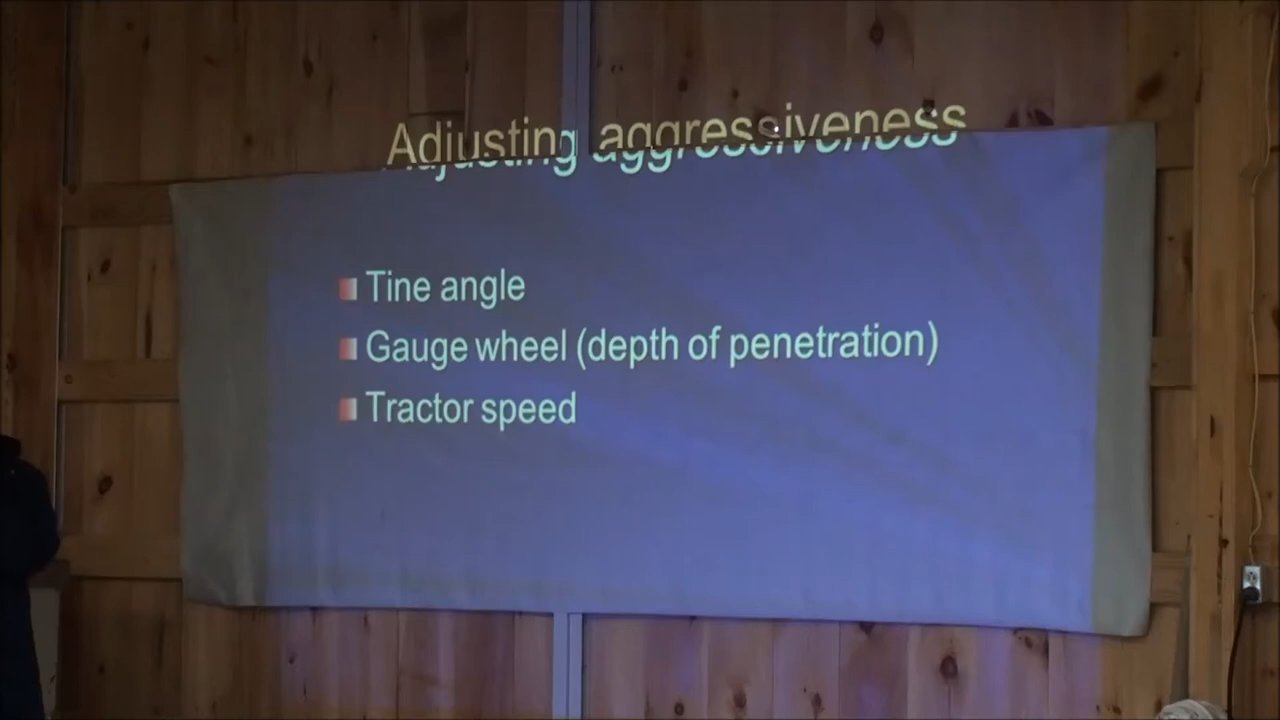 Adjusting aggressiveness
Tine angle
Gauge wheel (depth of penetration)
Tractor speed